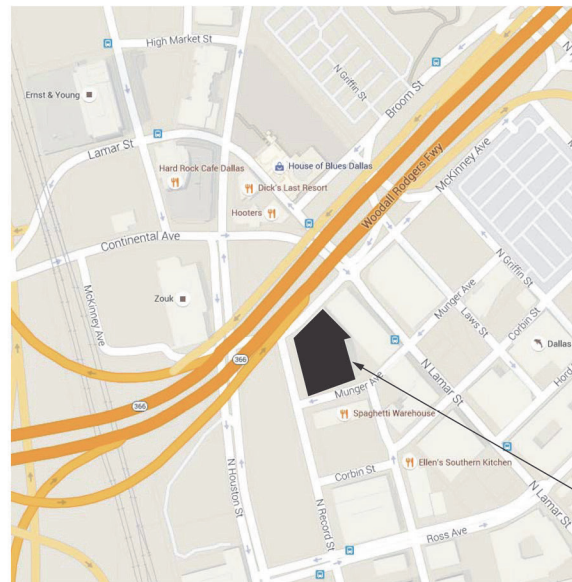 High Market St
N Griffin St
Broom St
N Griffin St
Ernst & Young
Lamar St
Hard Rock Cafe Dallas
House of Blues Dallas
Dick's Last Resort
Hooters
Woodall Rodgers Fwy
McKinney Ave
Continental Ave
McKinney Ave
Zouk
N Griffin St
Munger Ave
Laws St
Corbin St
Dallas
366
366
Munger Ave
N Lamar St
Spaghetti Warehouse
Corbin St
Ellen's Southern Kitchen
N Houston St
N Record St
Ross Ave
N Lamar St